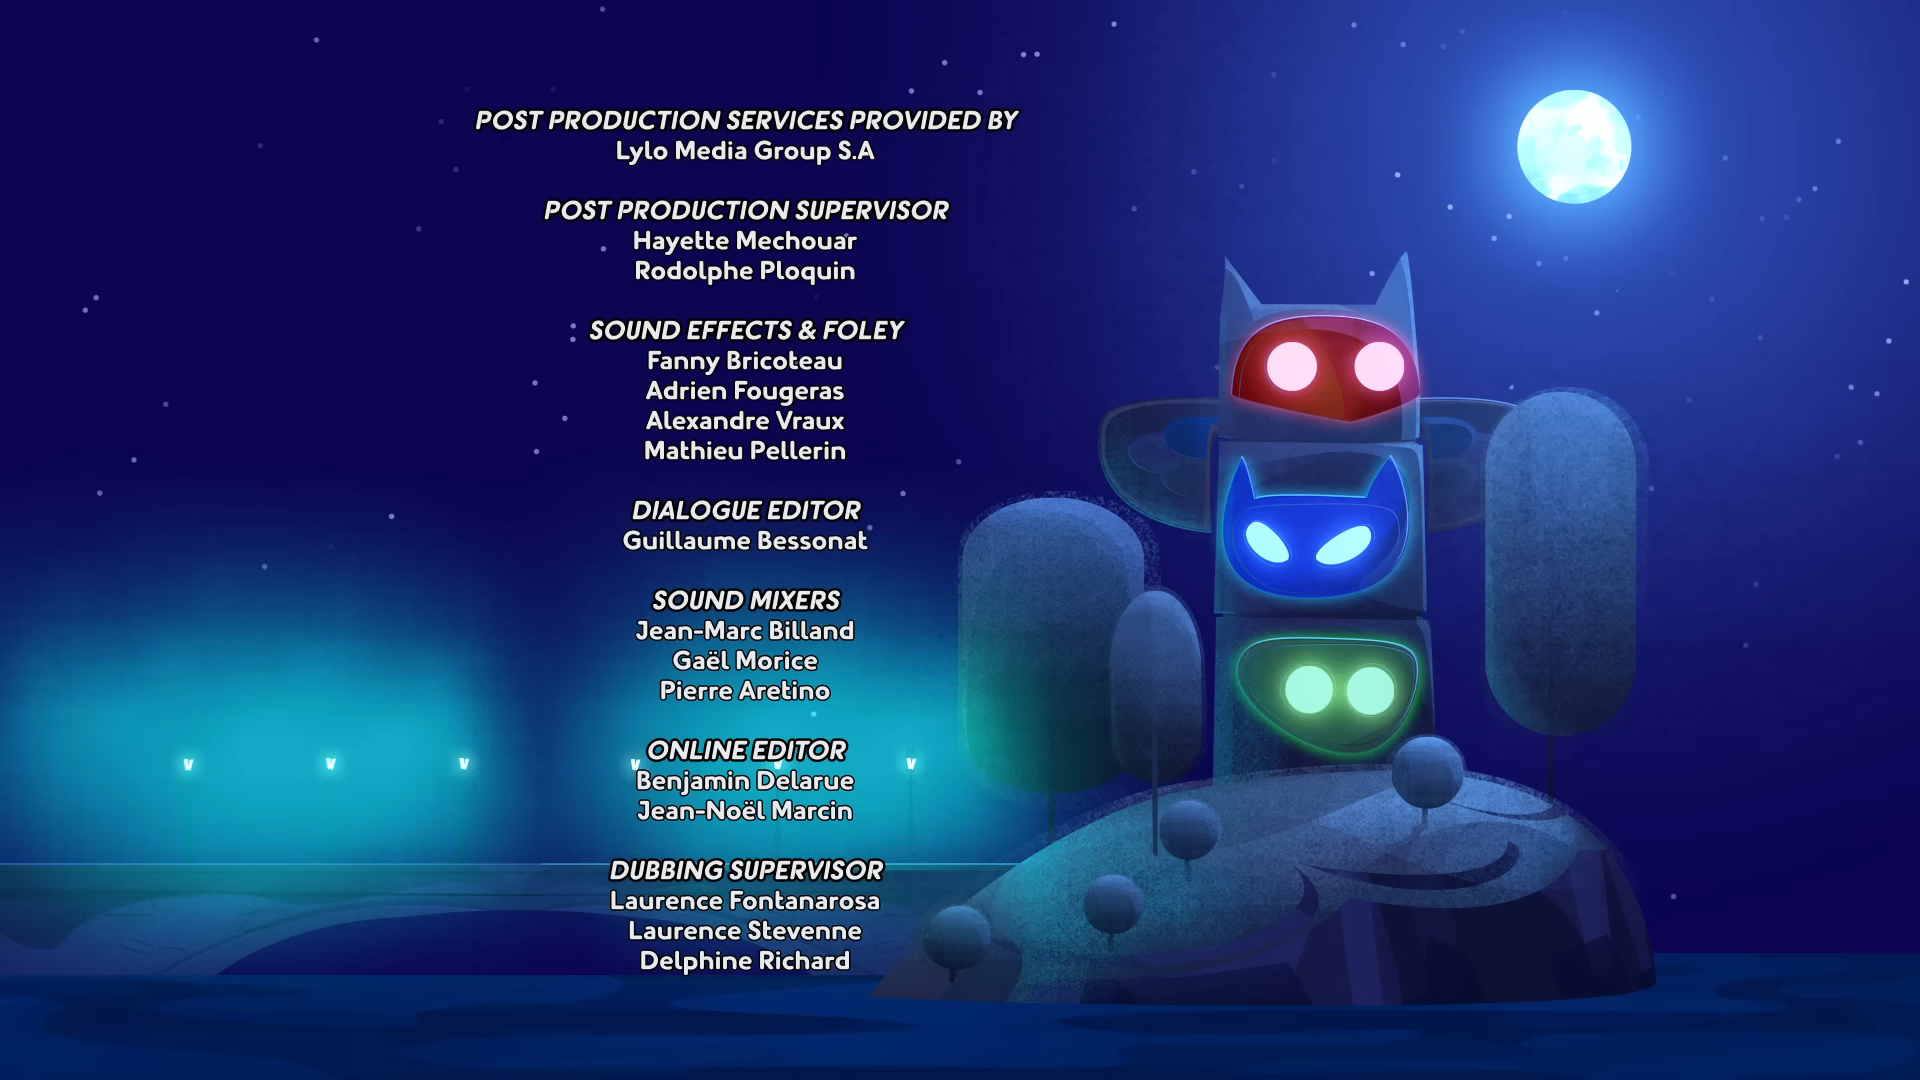 POST PRODUCTION SERVICES PROVIDED BY
Lylo Media Group S.A
POST PRODUCTION SUPERVISOR
Hayette Mechouar
Rodolphe Ploquin
SOUND EFFECTS & FOLEY
Fanny Bricoteau
Adrien Fougeras
Alexandre Vraux
Mathieu Pellerin
DIALOGUE EDITOR
Guillaume Bessonat
SOUND MIXERS
Jean-Marc Billand
Gaël Morice
Pierre Aretino
ONLINE EDITOR
Benjamin Delarue
Jean-Noël Marcin
DUBBING SUPERVISOR
Laurence Fontanarosa
Laurence Stevenne
Delphine Richard